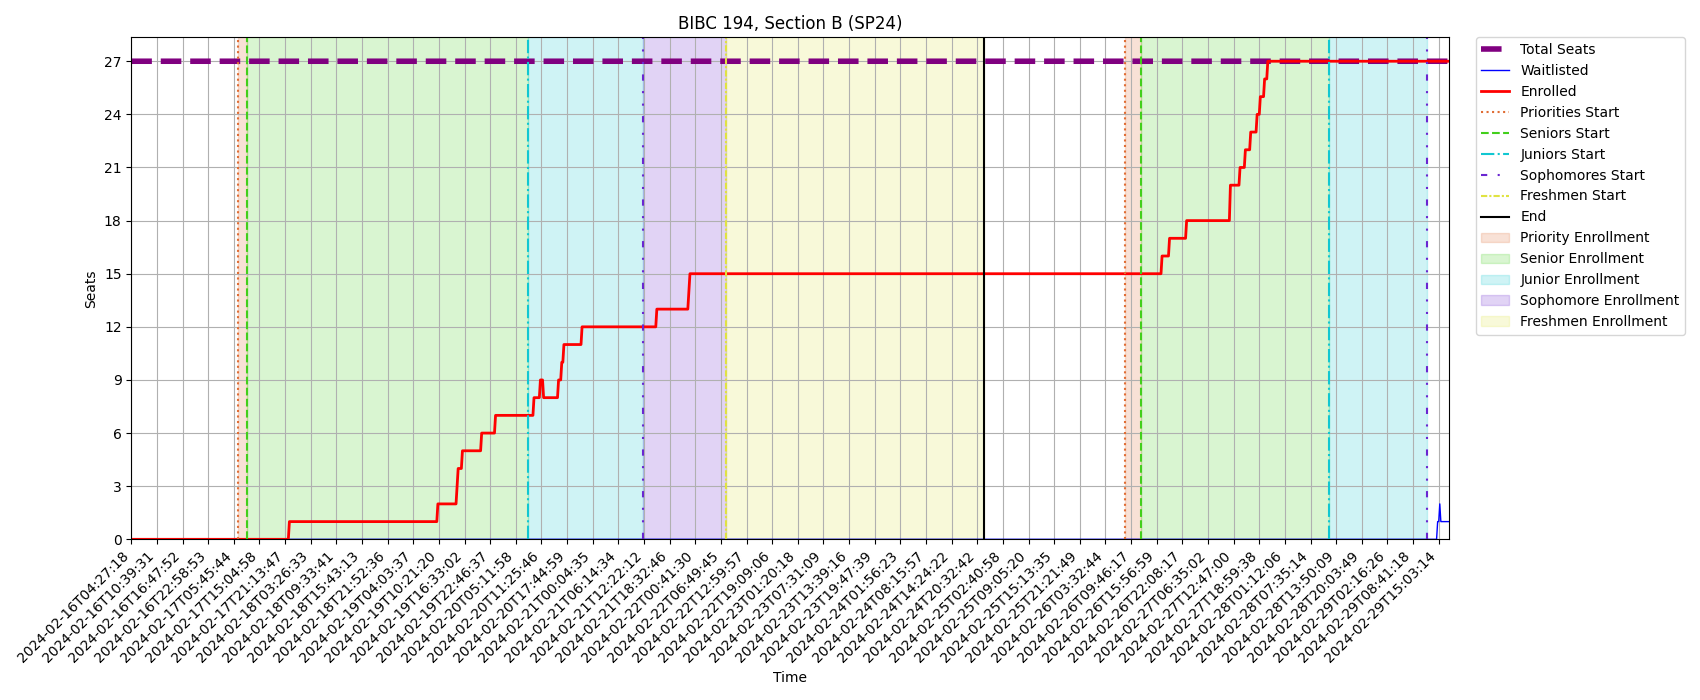 BIBC 194, Section B (SP24)
Seats
27
24
21
18
15
12
9
6
3
0
2024-02-16T04:27:18
2024-02-16T10:39:31
2024-02-16T16:47:52
2024-02-16T22:58:53
2024-02-17T05:45:44
2024-02-17T15:04:58
2024-02-17T21:13:47
2024-02-18T03:26:33
2024-02-18T09:33:41
2024-02-18T15:43:13
2024-02-18T21:52:36
2024-02-19T04:03:37
2024-02-19T10:21:20
2024-02-19T16:33:02
2024-02-19T22:46:37
2024-02-20T05:11:58
2024-02-20T11:25:46
2024-02-20T17:44:59
2024-02-21T00:04:35
2024-02-21T06:14:34
2024-02-21T12:22:12
2024-02-21T18:32:46
2024-02-22T00:41:30
2024-02-22T06:49:45
2024-02-22T12:59:57
2024-02-22T19:09:06
2024-02-23T01:20:18
2024-02-23T07:31:09
2024-02-23T13:39:16
2024-02-23T19:47:39
2024-02-24T01:56:23
2024-02-24T08:15:57
2024-02-24T14:24:22
2024-02-24T20:32:42
2024-02-25T02:40:58
2024-02-25T09:05:20
2024-02-25T15:13:35
2024-02-25T21:21:49
2024-02-26T03:32:44
2024-02-26T09:46:17
2024-02-26T15:56:59
2024-02-26T22:08:17
2024-02-27T06:35:02
2024-02-27T12:47:00
2024-02-27T18:59:38
2024-02-28T01:12:06
2024-02-28T07:35:14
2024-02-28T13:50:09
2024-02-28T20:03:49
2024-02-29T02:16:26
2024-02-29T08:41:18
2024-02-29T15:03:14
Time
Total Seats
Waitlisted
Enrolled
Priorities Start
Seniors Start
Juniors Start
Sophomores Start
Freshmen Start
End
Priority Enrollment
Senior Enrollment
Junior Enrollment
Sophomore Enrollment
Freshmen Enrollment